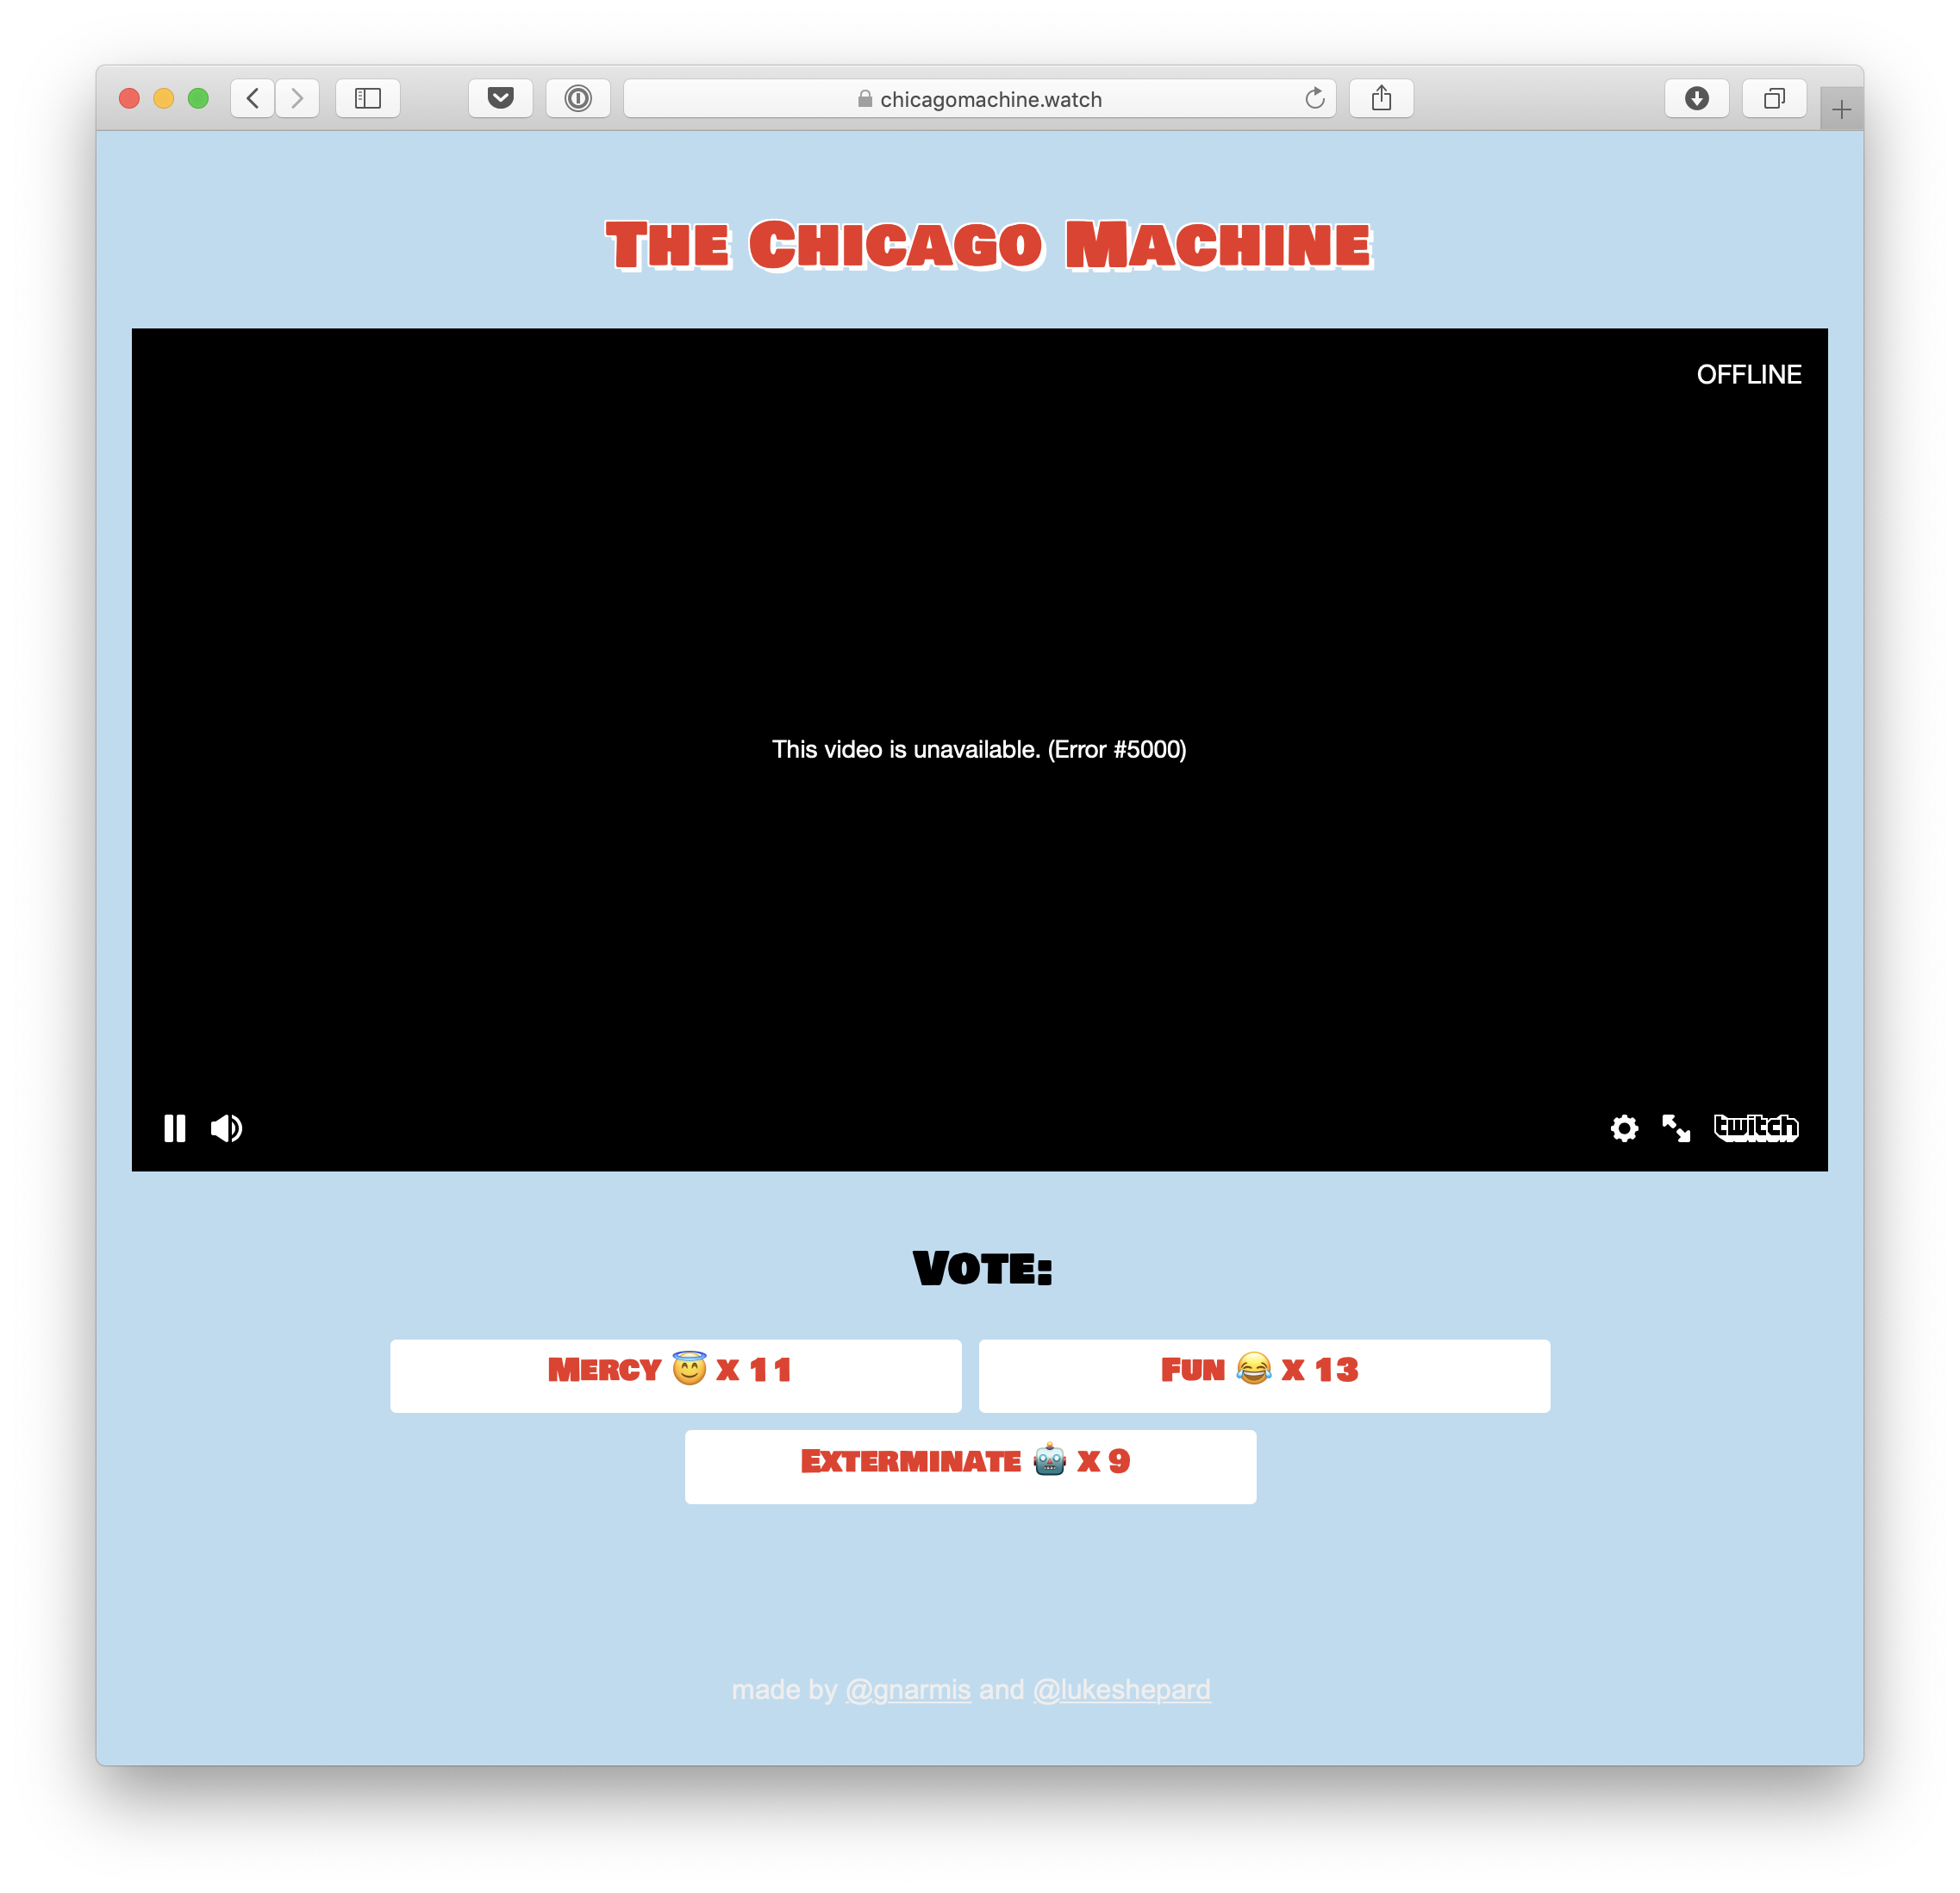 chicagomachine.watch
The Chicago Machine
OFFLINE
This video is unavailable. (Error #5000)
twitch
Vote:
Mercy 😇 x 11
Fun 😂 x 13
Exterminate 🤖 x 9
made by @gnarmis and @lukeshepard